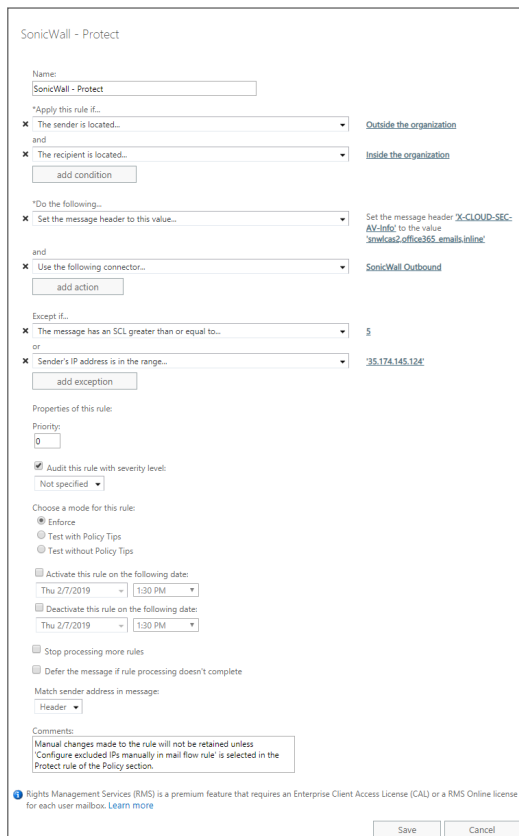 SonicWall - Protect
Name:
SonicWall - Protect
*Apply this rule if...
The sender is located...
Outside the organization
and
The recipient is located...
Inside the organization
add condition
*Do the following...
Set the message header to this value...
Set the message header 'X-CLOUD-SEC-
AV-Info' to the value
'snwlcas2,office365_emails,inline'
and
Use the following connector...
SonicWall Outbound
add action
Except if...
The message has an SCL greater than or equal to...
5
or
Sender's IP address is in the range...
'35.174.145.124'
add exception
Properties of this rule:
Priority:
0
Audit this rule with severity level:
Not specified
Choose a mode for this rule:
Enforce
Test with Policy Tips
Test without Policy Tips
Activate this rule on the following date:
Thu 2/7/2019 1:30 PM
Deactivate this rule on the following date:
Thu 2/7/2019 1:30 PM
Stop processing more rules
Defer the message if rule processing doesn't complete
Match sender address in message:
Header
Comments:
Manual changes made to the rule will not be retained unless
'Configure excluded IPs manually in mail flow rule' is selected in the
Protect rule of the Policy section.
Rights Management Services (RMS) is a premium feature that requires an Enterprise Client Access License (CAL) or a RMS Online license
for each user mailbox. Learn more
Save Cancel